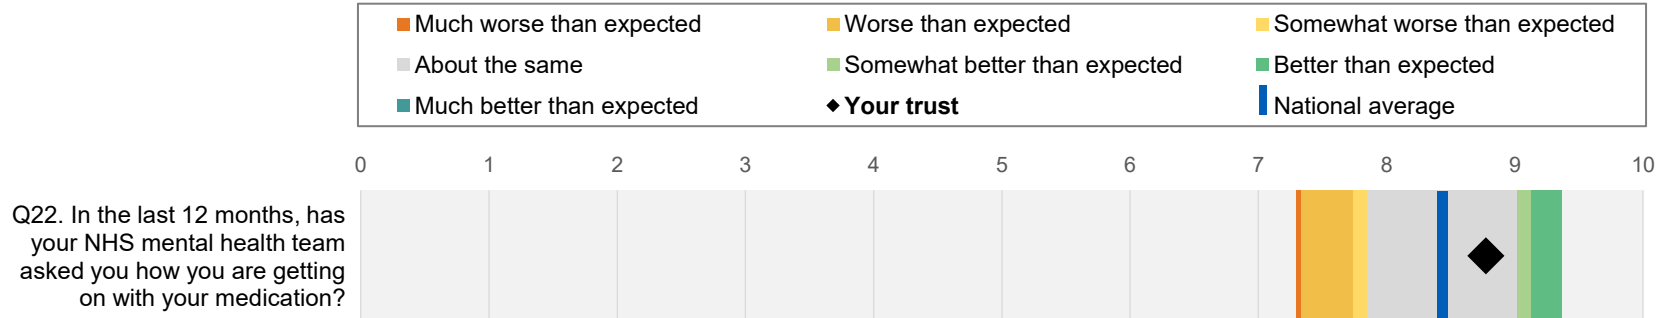 Much worse than expected
Worse than expected
Somewhat worse than expected
About the same
Somewhat better than expected
Better than expected
Much better than expected
Your trust
National average
0 1 2 3 4 5 6 7 8 9 10
Q22. In the last 12 months, has
your NHS mental health team
asked you how you are getting
on with your medication?